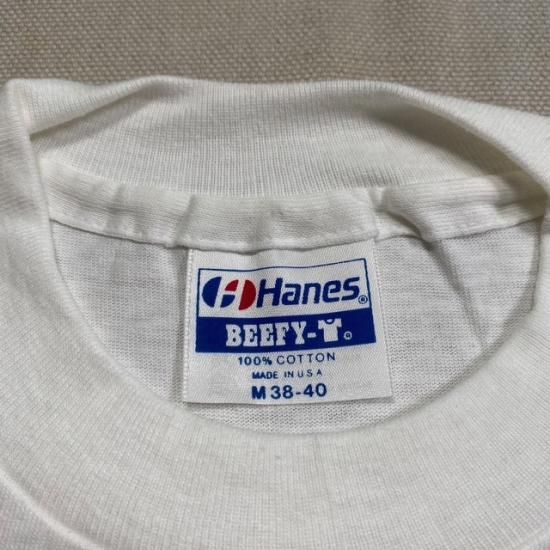 Hanes®
BEEFY-T®
100% COTTON
MADE IN U.S.A
M 38-40